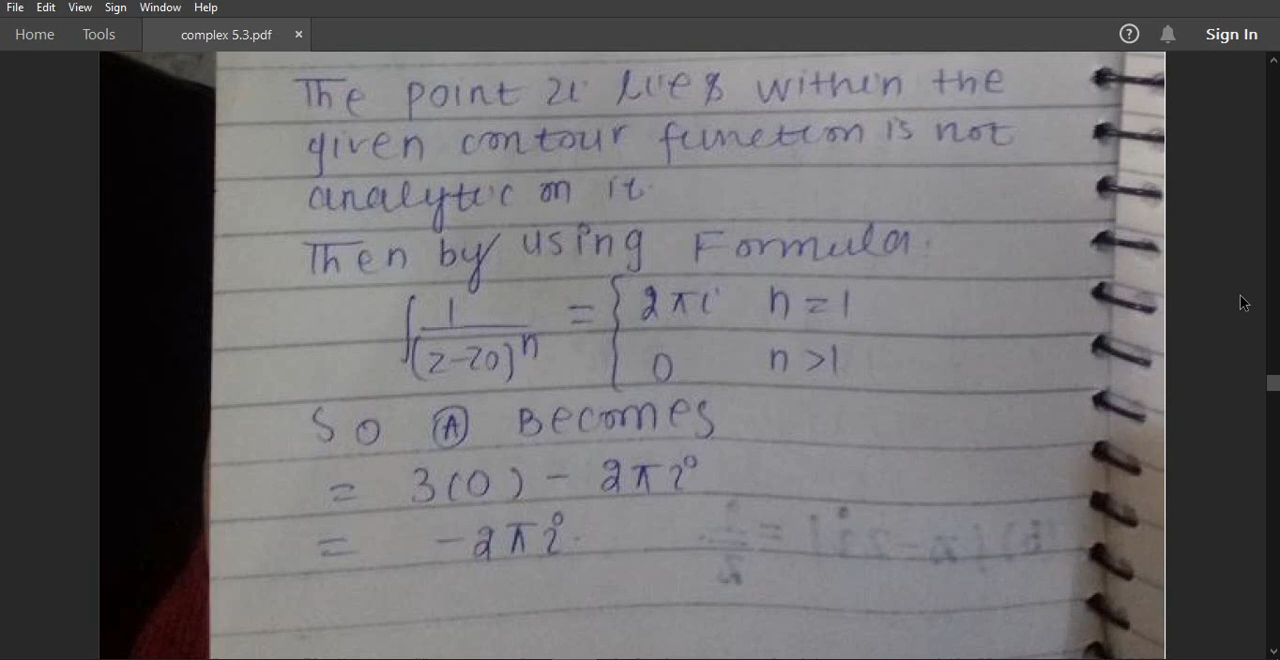 File Edit View Sign Window Help
Home Tools complex 5.3.pdf × ? Sign In
The point 2i lies within the
given contour function is not
analytic on it.
Then by using Formula.
∫ 1/(z-z0)^n = { 2πi n = 1
0 n >1
So Ⓐ Becomes
= 3(0) - 2πi
= -2πi.